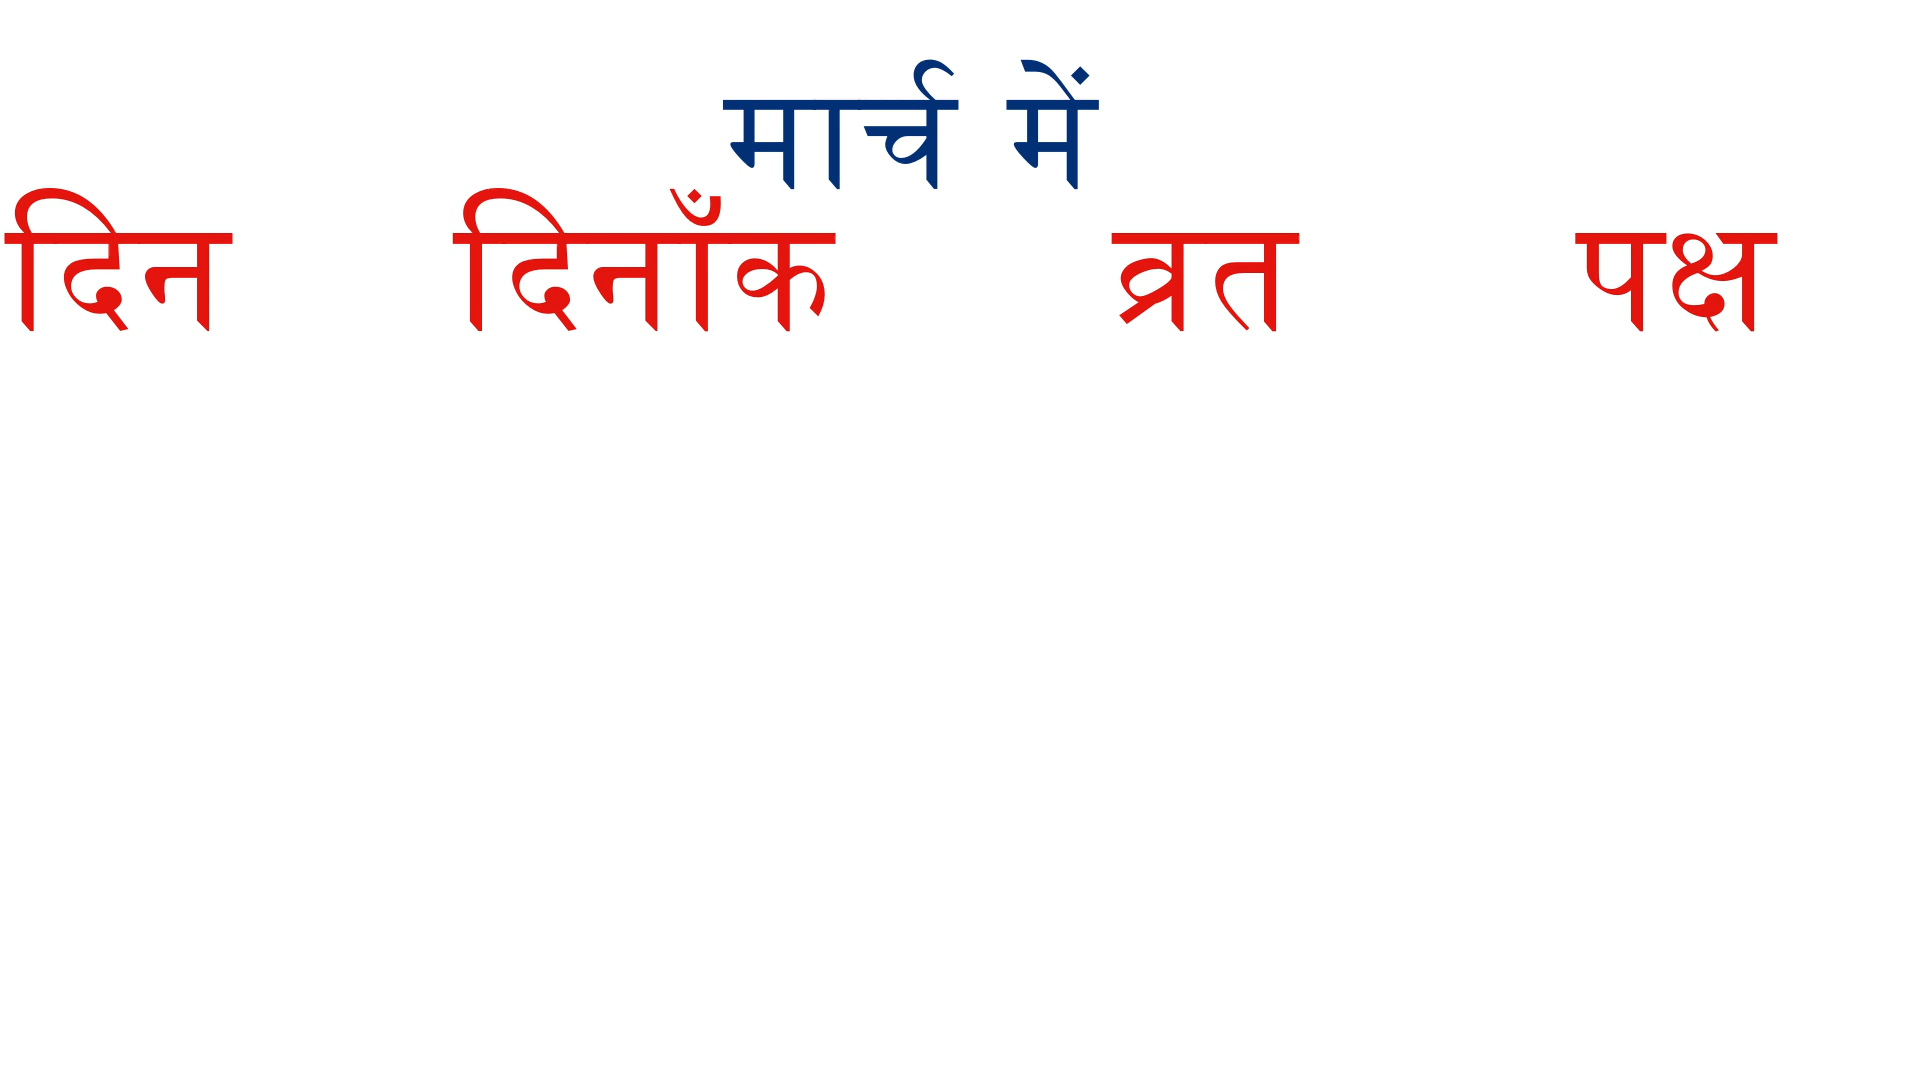 मार्च में
दिन दिनाँक व्रत पक्ष